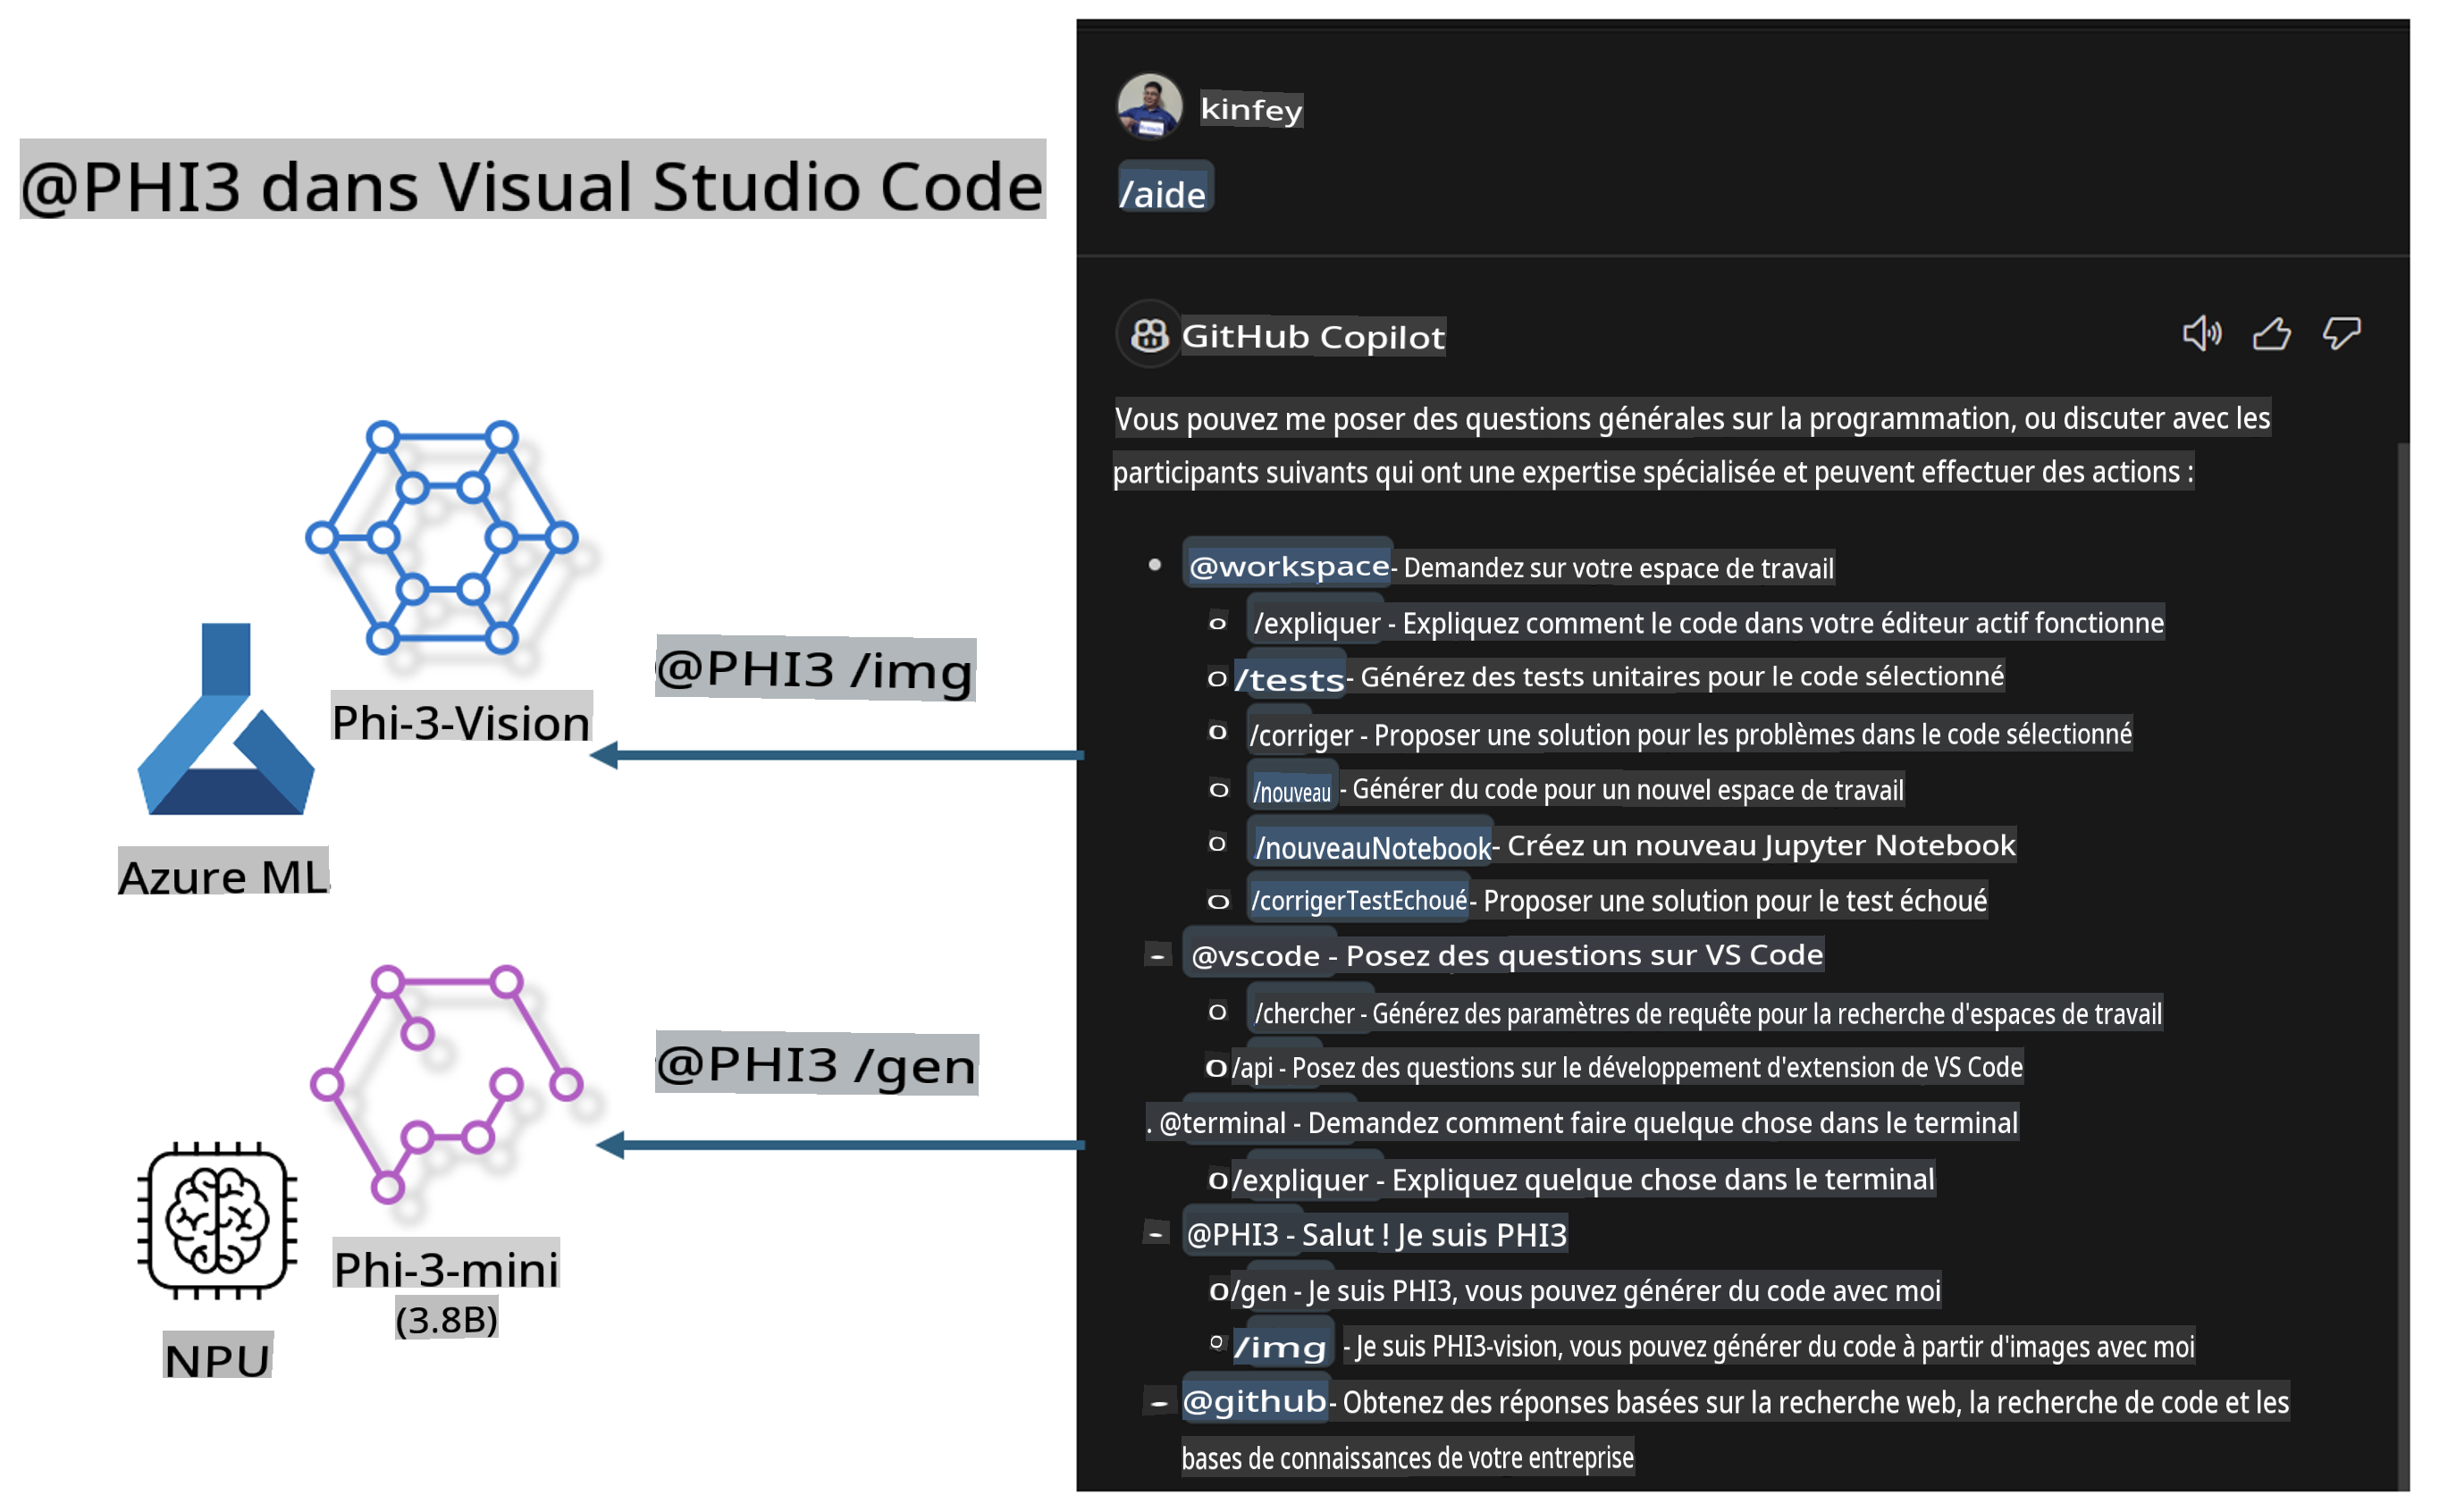 @PHI3 dans Visual Studio Code
Phi-3-Vision
Azure ML
@PHI3 /img
@PHI3 /gen
Phi-3-mini
(3.8B)
NPU
kinfey
/aide
GitHub Copilot
Vous pouvez me poser des questions générales sur la programmation, ou discuter avec les
participants suivants qui ont une expertise spécialisée et peuvent effectuer des actions :
• @workspace - Demandez sur votre espace de travail
o /expliquer - Expliquez comment le code dans votre éditeur actif fonctionne
o /tests - Générez des tests unitaires pour le code sélectionné
o /corriger - Proposer une solution pour les problèmes dans le code sélectionné
o /nouveau - Générer du code pour un nouvel espace de travail
o /nouveauNotebook - Créez un nouveau Jupyter Notebook
o /corrigerTestEchoué - Proposer une solution pour le test échoué
- @vscode - Posez des questions sur VS Code
o /chercher - Générez des paramètres de requête pour la recherche d'espaces de travail
o /api - Posez des questions sur le développement d'extension de VS Code
. @terminal - Demandez comment faire quelque chose dans le terminal
o /expliquer - Expliquez quelque chose dans le terminal
- @PHI3 - Salut ! Je suis PHI3
o /gen - Je suis PHI3, vous pouvez générer du code avec moi
o /img - Je suis PHI3-vision, vous pouvez générer du code à partir d'images avec moi
- @github - Obtenez des réponses basées sur la recherche web, la recherche de code et les
bases de connaissances de votre entreprise